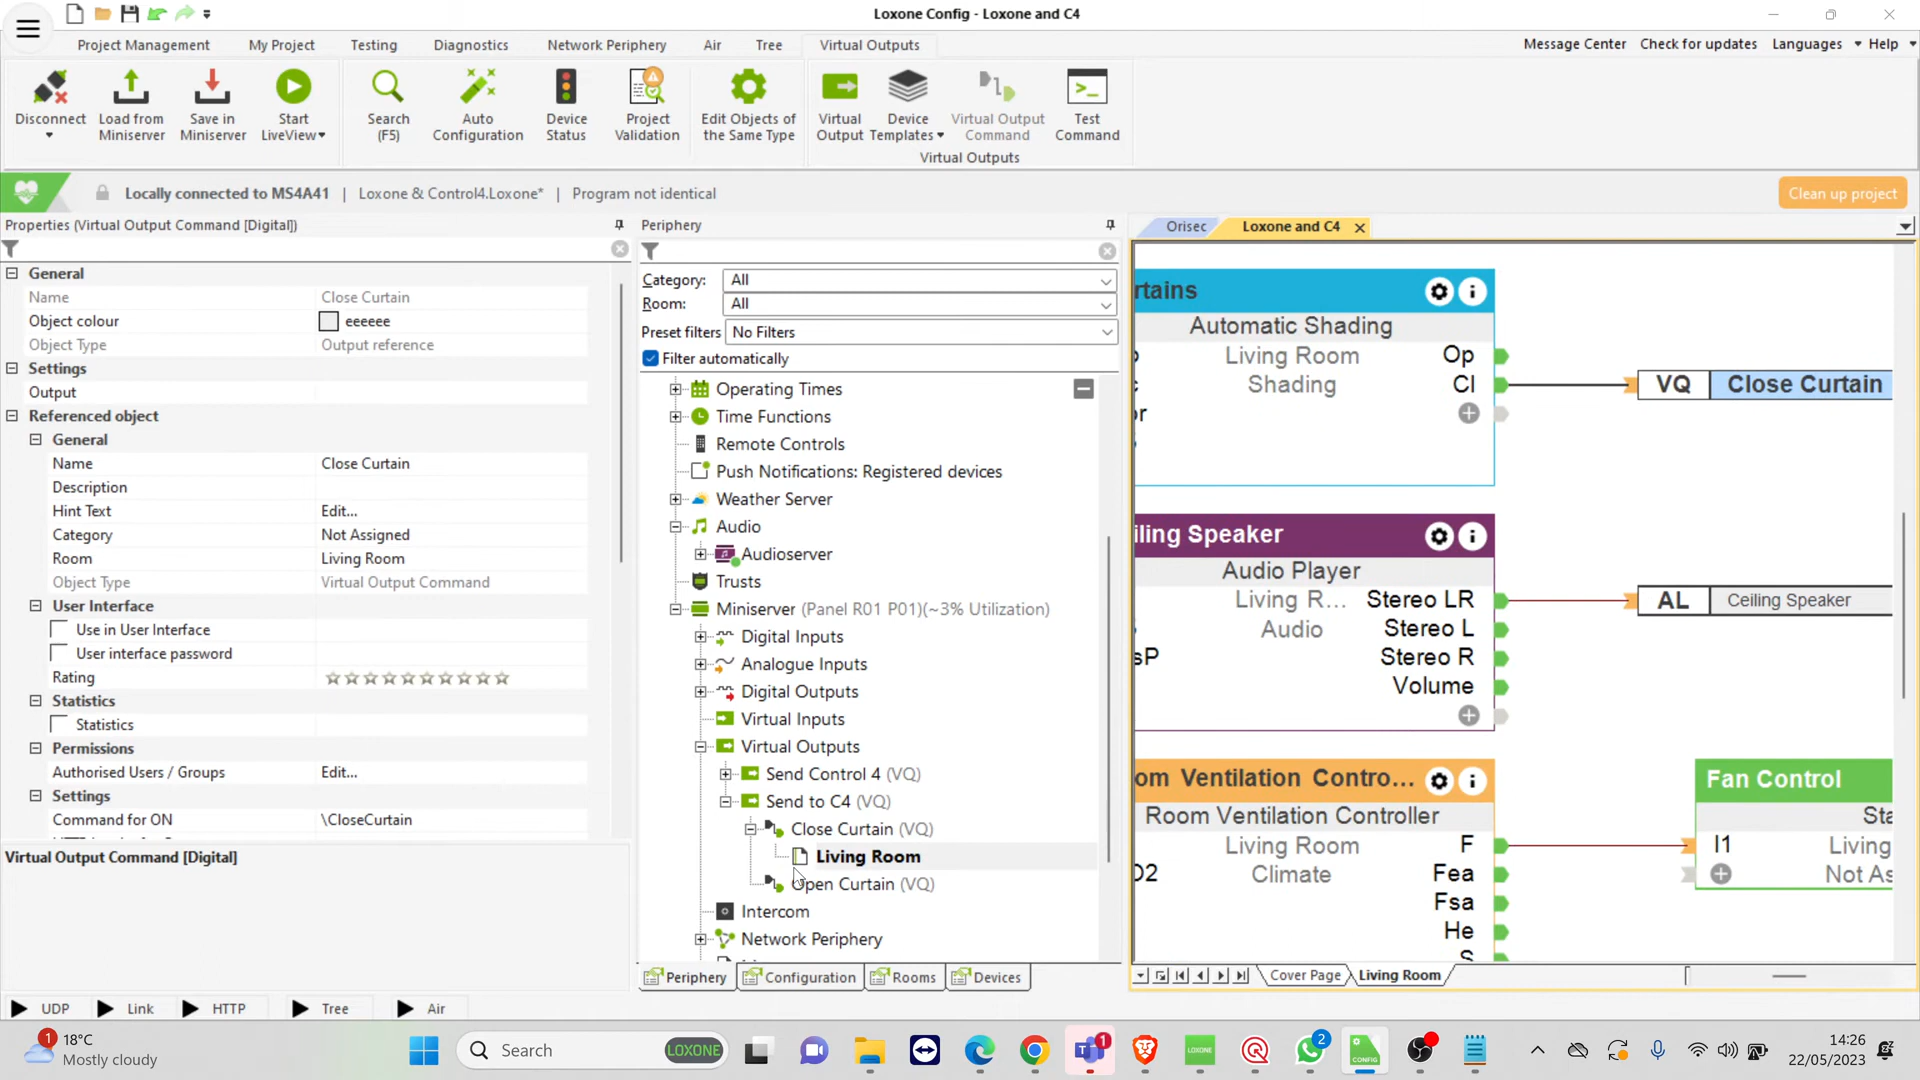 Loxone Config - Loxone and C4
Project Management My Project Testing Diagnostics Network Periphery Air Tree Virtual Outputs Message Center Check for updates Languages Help
Disconnect Load from Miniserver Save in Miniserver Start LiveView Search (F5) Auto Configuration Device Status Project Validation Edit Objects of the Same Type Virtual Output Device Templates Virtual Output Command Test Command
Virtual Outputs
Locally connected to MS4A41 | Loxone & Control4.Loxone* | Program not identical Clean up project
Properties (Virtual Output Command [Digital])
General
Name Close Curtain
Object colour eeeeee
Object Type Output reference
Settings
Output
Referenced object
General
Name Close Curtain
Description
Hint Text Edit...
Category Not Assigned
Room Living Room
Object Type Virtual Output Command
User Interface
Use in User Interface
User interface password
Rating
Statistics
Statistics
Permissions
Authorised Users / Groups Edit...
Settings
Command for ON \CloseCurtain
Virtual Output Command [Digital]
Periphery
Category: All
Room: All
Preset filters No Filters
Filter automatically
Operating Times
Time Functions
Remote Controls
Push Notifications: Registered devices
Weather Server
Audio
Audioserver
Trusts
Miniserver (Panel R01 P01)(~3% Utilization)
Digital Inputs
Analogue Inputs
Digital Outputs
Virtual Inputs
Virtual Outputs
Send Control 4 (VQ)
Send to C4 (VQ)
Close Curtain (VQ)
Living Room
Open Curtain (VQ)
Intercom
Network Periphery
Periphery Configuration Rooms Devices
Orisec Loxone and C4
rtains
Automatic Shading
Living Room Op
Shading Cl VQ Close Curtain
or
iling Speaker
Audio Player
Living R... Stereo LR AL Ceiling Speaker
Audio Stereo L
sP Stereo R
Volume
om Ventilation Contro... Fan Control
Room Ventilation Controller Sta
Living Room F I1 Living
O2 Climate Fea Not As
Fsa
He
S
Cover Page Living Room
UDP Link HTTP Tree Air
1 18°C
Mostly cloudy
Search LOXONE 1 LOXONE 2 CONFIG
14:26
22/05/2023